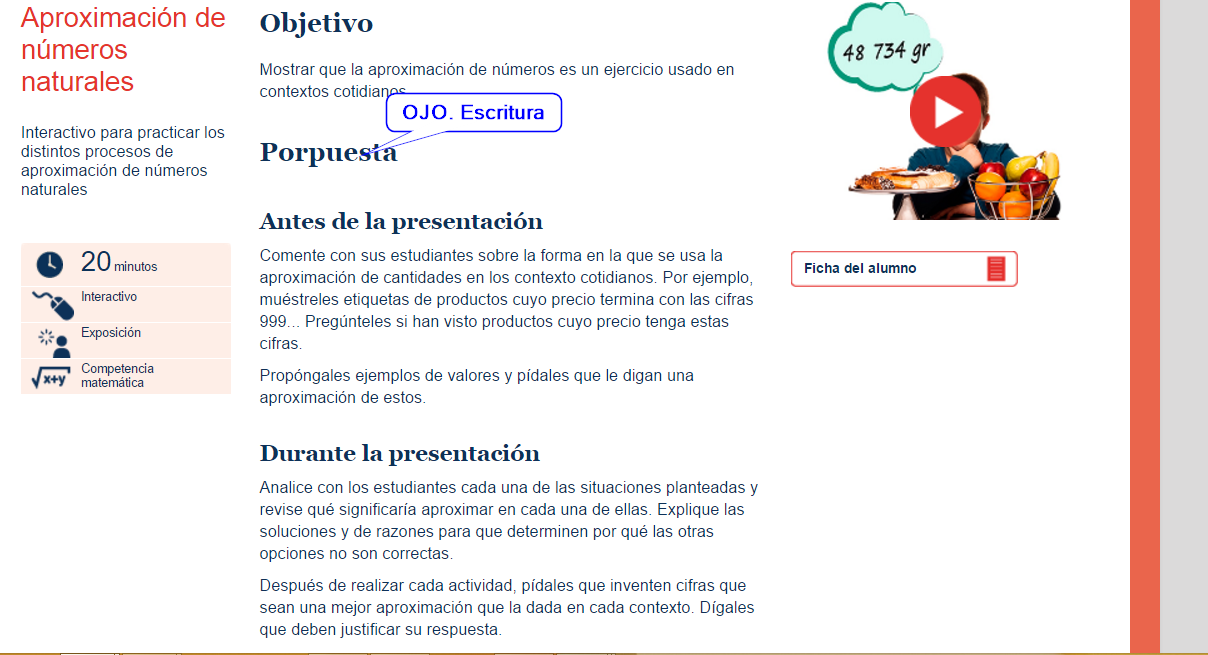 Aproximación de
números
naturales
Interactivo para practicar los
distintos procesos de
aproximación de números
naturales
20 minutos
Interactivo
Exposición
Competencia
matemática
√x+y
Objetivo
Mostrar que la aproximación de números es un ejercicio usado en
contextos cotidianos
OJO. Escritura
Porpuesta
Antes de la presentación
Comente con sus estudiantes sobre la forma en la que se usa la
aproximación de cantidades en los contexto cotidianos. Por ejemplo,
muéstreles etiquetas de productos cuyo precio termina con las cifras
999... Pregúnteles si han visto productos cuyo precio tenga estas
cifras.
Propóngales ejemplos de valores y pídales que le digan una
aproximación de estos.
Durante la presentación
Analice con los estudiantes cada una de las situaciones planteadas y
revise qué significaría aproximar en cada una de ellas. Explique las
soluciones y de razones para que determinen por qué las otras
opciones no son correctas.
Después de realizar cada actividad, pídales que inventen cifras que
sean una mejor aproximación que la dada en cada contexto. Dígales
que deben justificar su respuesta.
48 734 gr
Ficha del alumno